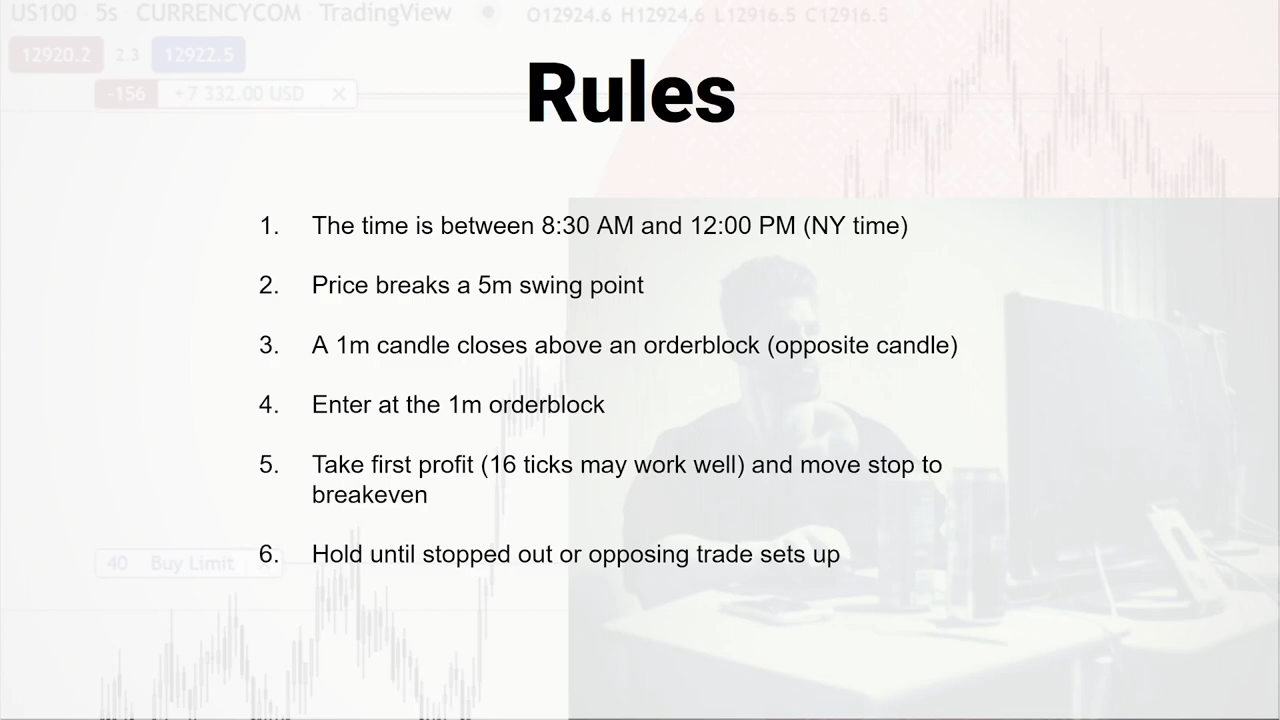 US100 5s CURRENCYCOM TradingView O12924.6 H12924.6 L12916.5 C12916.5
12920.2 2.3 12922.5
-156 +7 332.00 USD ×
Rules
1. The time is between 8:30 AM and 12:00 PM (NY time)
2. Price breaks a 5m swing point
3. A 1m candle closes above an orderblock (opposite candle)
4. Enter at the 1m orderblock
5. Take first profit (16 ticks may work well) and move stop to
breakeven
40 Buy Limit
6. Hold until stopped out or opposing trade sets up